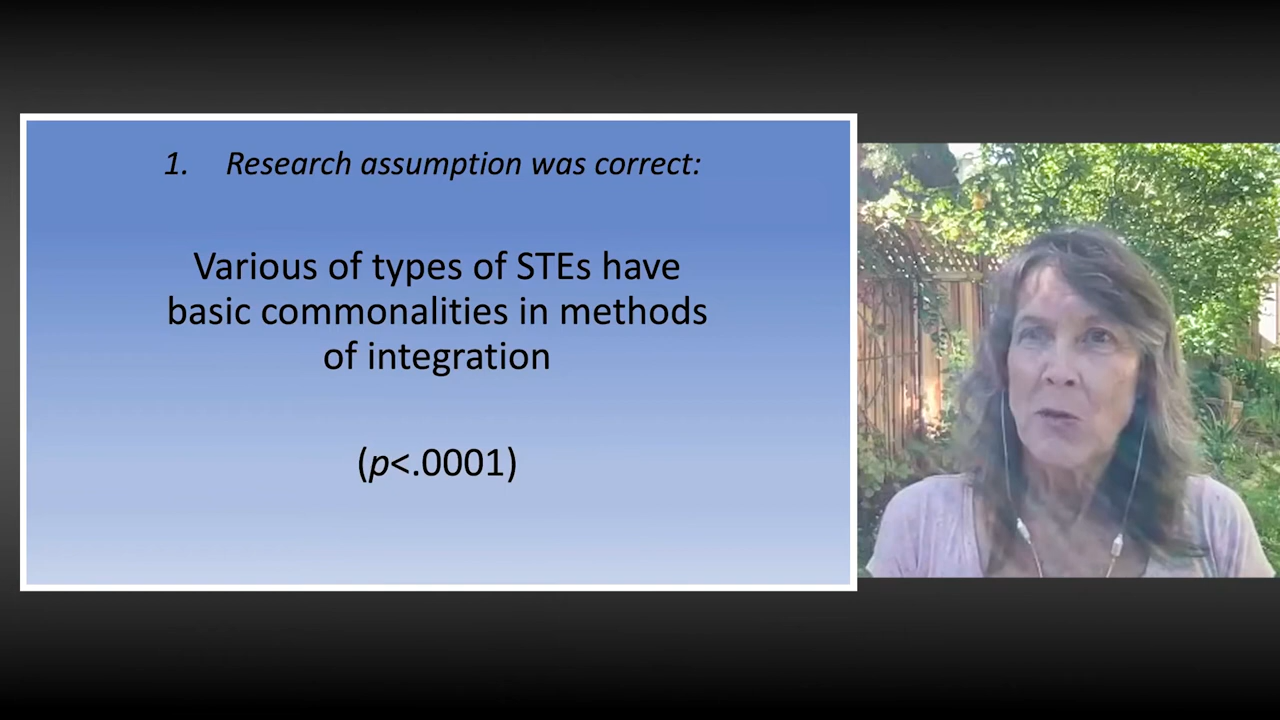 1. Research assumption was correct:
Various of types of STEs have
basic commonalities in methods
of integration
(p<.0001)